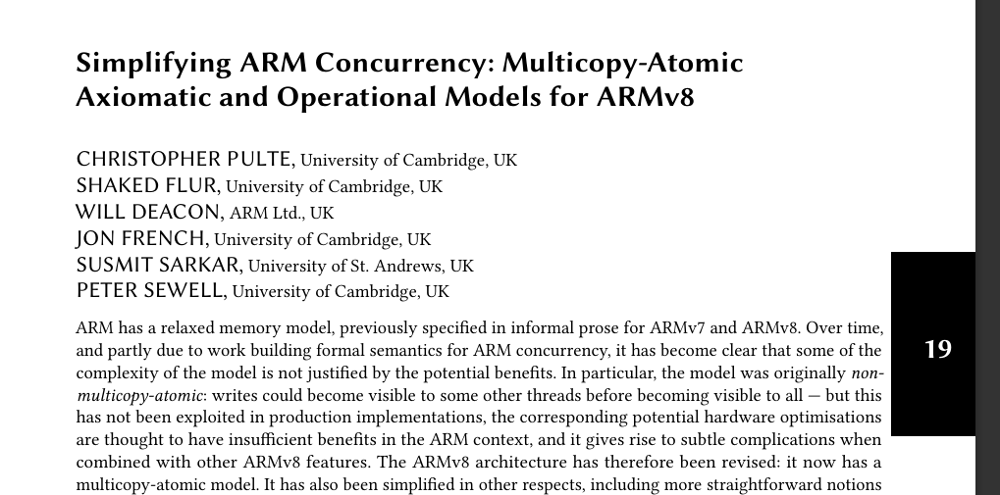 Simplifying ARM Concurrency: Multicopy-Atomic
Axiomatic and Operational Models for ARMv8
CHRISTOPHER PULTE, University of Cambridge, UK
SHAKED FLUR, University of Cambridge, UK
WILL DEACON, ARM Ltd., UK
JON FRENCH, University of Cambridge, UK
SUSMIT SARKAR, University of St. Andrews, UK
PETER SEWELL, University of Cambridge, UK
ARM has a relaxed memory model, previously specified in informal prose for ARMv7 and ARMv8. Over time,
and partly due to work building formal semantics for ARM concurrency, it has become clear that some of the
complexity of the model is not justified by the potential benefits. In particular, the model was originally non-
multicopy-atomic: writes could become visible to some other threads before becoming visible to all — but this
has not been exploited in production implementations, the corresponding potential hardware optimisations
are thought to have insufficient benefits in the ARM context, and it gives rise to subtle complications when
combined with other ARMv8 features. The ARMv8 architecture has therefore been revised: it now has a
multicopy-atomic model. It has also been simplified in other respects, including more straightforward notions
19